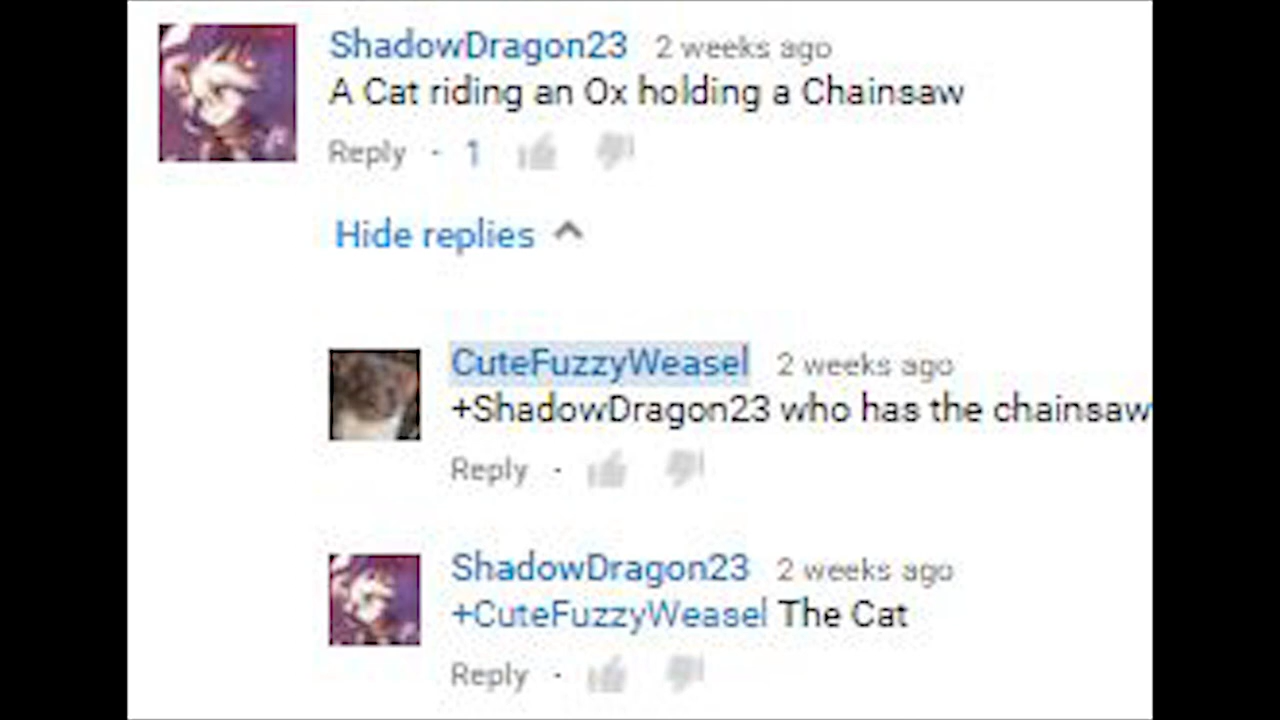 ShadowDragon23 2 weeks ago
A Cat riding an Ox holding a Chainsaw
Reply · 1
Hide replies
CuteFuzzyWeasel 2 weeks ago
+ShadowDragon23 who has the chainsaw
Reply ·
ShadowDragon23 2 weeks ago
+CuteFuzzyWeasel The Cat
Reply ·